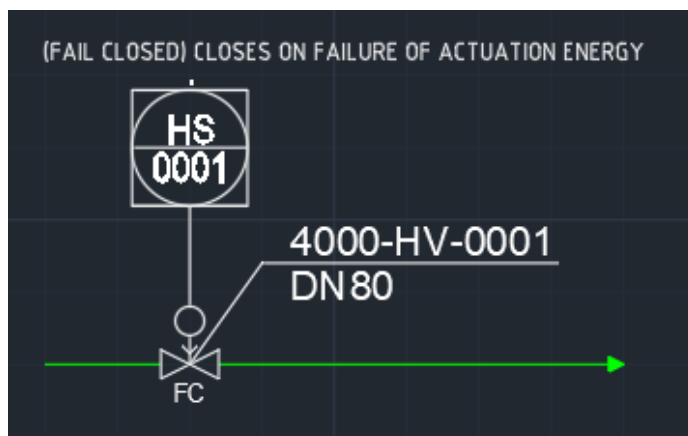 (FAIL CLOSED) CLOSES ON FAILURE OF ACTUATION ENERGY
HS
0001
4000-HV-0001
DN80
FC